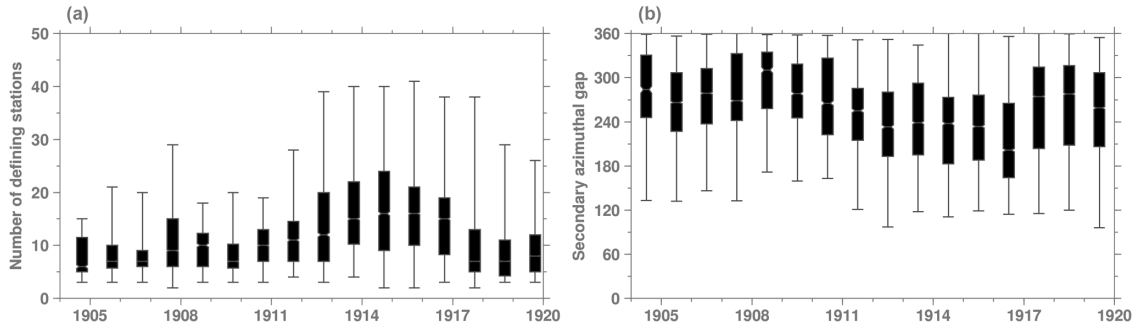 (a)
50
40
30
20
10
0
Number of defining stations
1905 1908 1911 1914 1917 1920
(b)
360
300
240
180
120
60
0
Secondary azimuthal gap
1905 1908 1911 1914 1917 1920